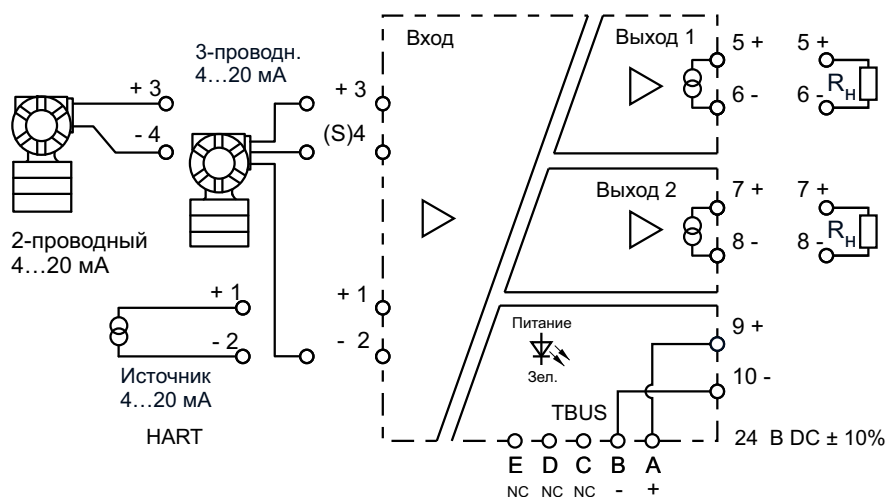 3-проводн.
4...20 мА
Вход
Выход 1
5 +
5 +
+ 3
+ 3
6 -
6 -
RН
- 4
(S)4
Выход 2
7 +
7 +
2-проводный
4...20 мА
8 -
8 -
RН
+ 1
+ 1
- 2
- 2
Питание
9 +
Зел.
10 -
Источник
4...20 мА
TBUS
HART
24 В DC ± 10%
E
D
C
B
A
NC
NC
NC
-
+